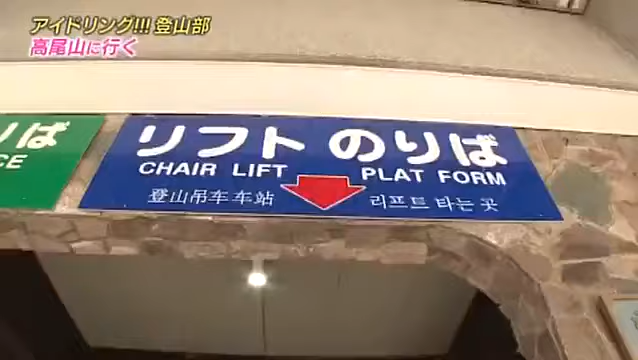 アイドリング!!!登山部
高尾山に行く
リフト のりば
CHAIR LIFT PLAT FORM
登山吊车车站 리프트 타는 곳
りば
CE